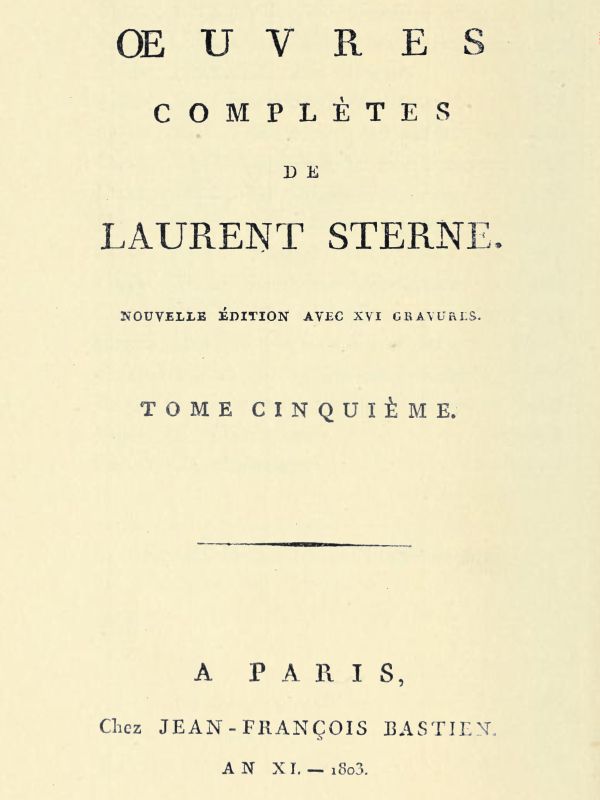 ŒUVRES
COMPLÈTES
DE
LAURENT STERNE.
NOUVELLE ÉDITION AVEC XVI GRAVURES.
TOME CINQUIÈME.
A PARIS,
Chez JEAN-FRANÇOIS BASTIEN.
AN XI. — 1803.